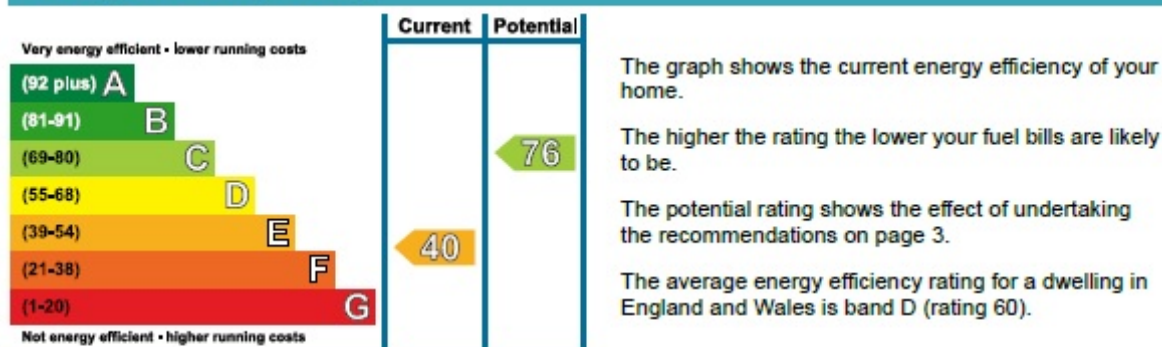 Current Potential
Very energy efficient - lower running costs
(92 plus) A
(81-91) B
(69-80) C
76
(55-68) D
(39-54) E
40
(21-38) F
(1-20) G
Not energy efficient - higher running costs
The graph shows the current energy efficiency of your
home.
The higher the rating the lower your fuel bills are likely
to be.
The potential rating shows the effect of undertaking
the recommendations on page 3.
The average energy efficiency rating for a dwelling in
England and Wales is band D (rating 60).